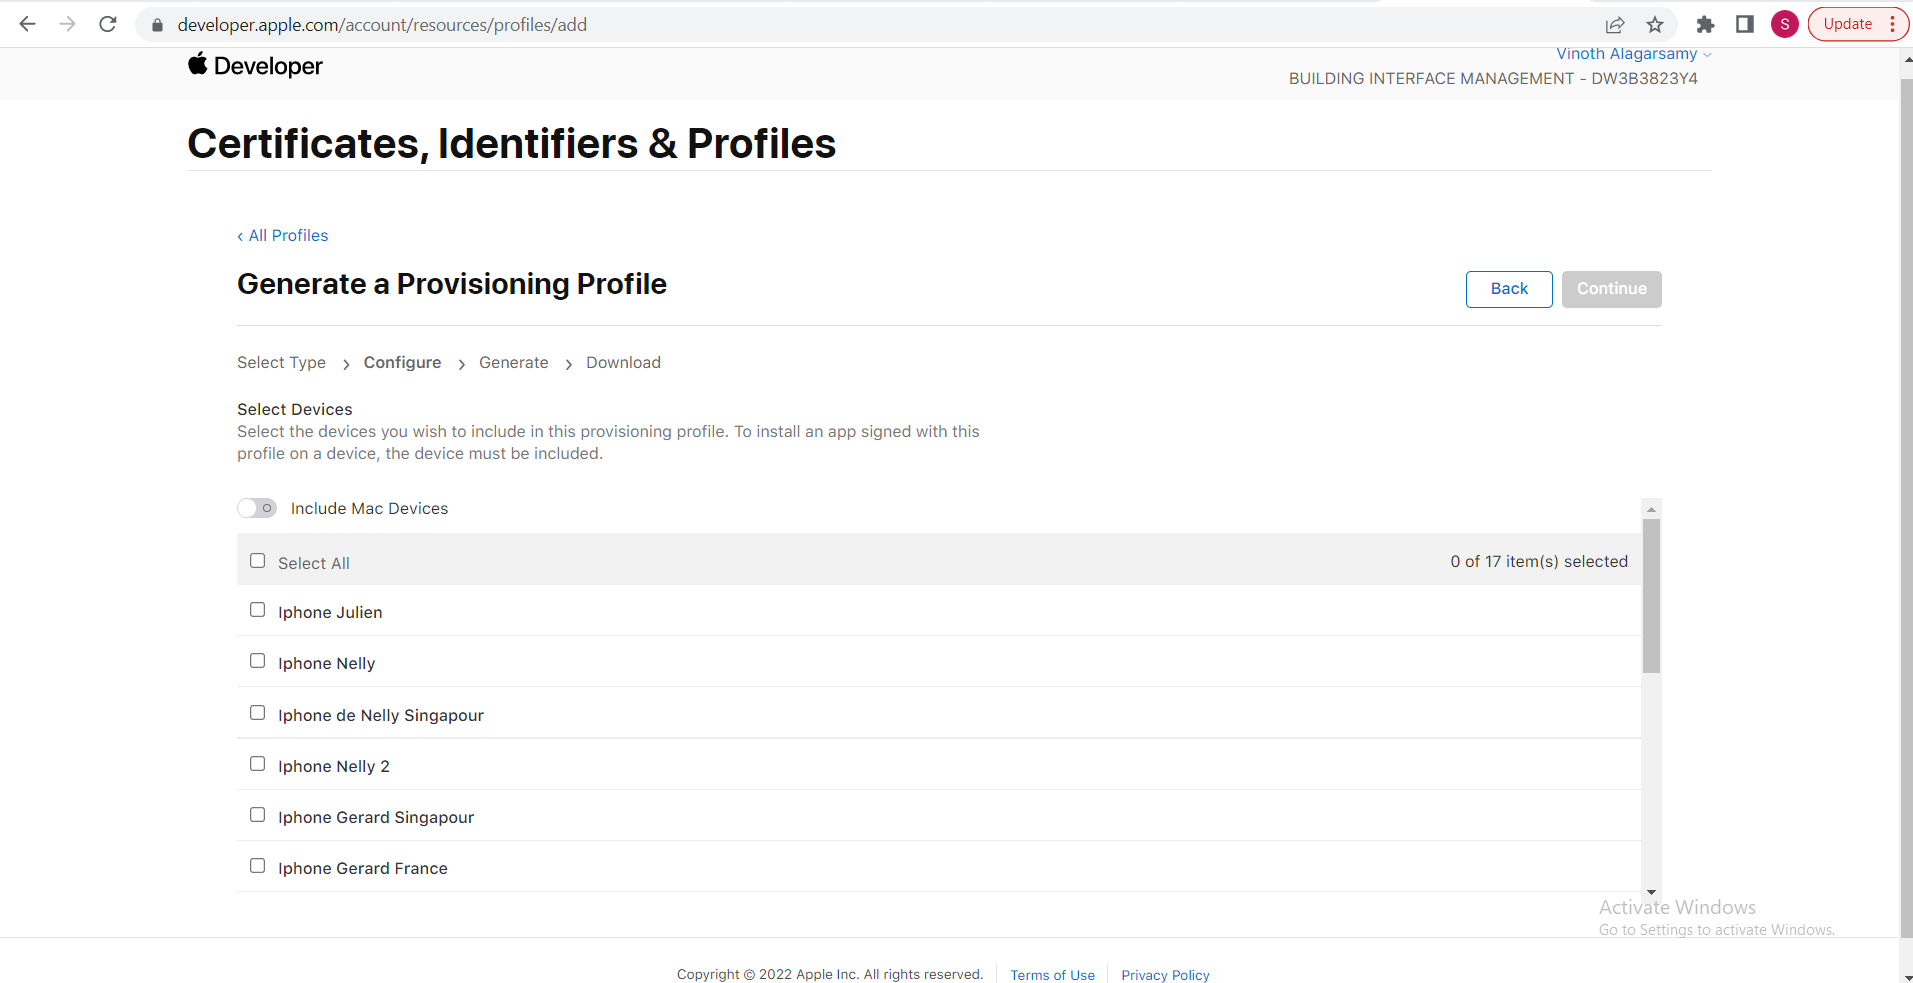 developer.apple.com/account/resources/profiles/add
S
Update
Developer
Vinoth Alagarsamy
BUILDING INTERFACE MANAGEMENT - DW3B3823Y4
Certificates, Identifiers & Profiles
‹ All Profiles
Generate a Provisioning Profile
Back
Continue
Select Type › Configure › Generate › Download
Select Devices
Select the devices you wish to include in this provisioning profile. To install an app signed with this
profile on a device, the device must be included.
Include Mac Devices
Select All
0 of 17 item(s) selected
Iphone Julien
Iphone Nelly
Iphone de Nelly Singapour
Iphone Nelly 2
Iphone Gerard Singapour
Iphone Gerard France
Activate Windows
Go to Settings to activate Windows.
Copyright © 2022 Apple Inc. All rights reserved.
Terms of Use
Privacy Policy